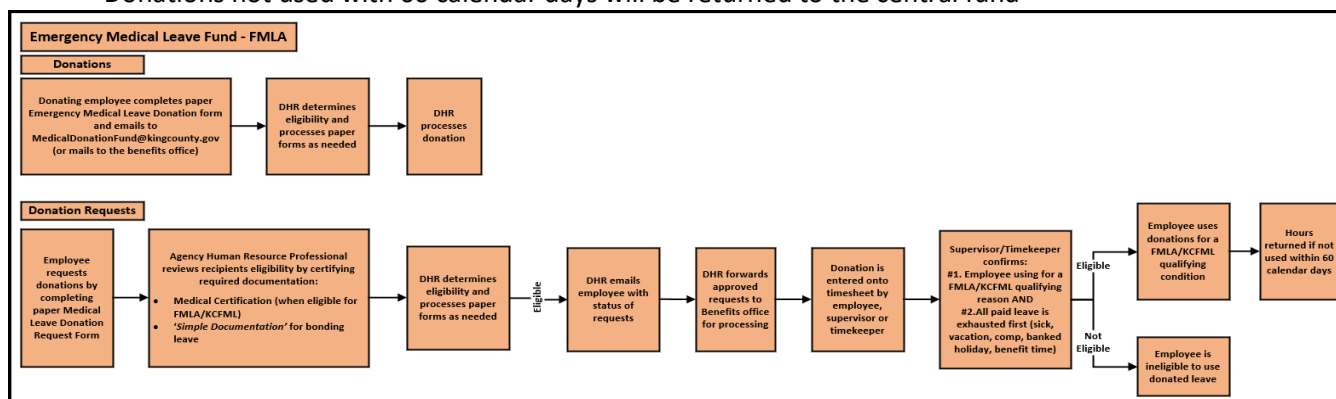 Donations not used with 60 calendar days will be returned to the central fund
Emergency Medical Leave Fund - FMLA
Donations
Donating employee completes paper
Emergency Medical Leave Donation form
and emails to
MedicalDonationFund@kingcounty.gov
(or mails to the benefits office)
DHR determines
eligibility and
processes paper
forms as needed
DHR
processes
donation
Donation Requests
Employee
requests
donations by
completing
paper Medical
Leave Donation
Request Form
Agency Human Resource Professional
reviews recipients eligibility by certifying
required documentation:
• Medical Certification (when eligible for
FMLA/KCFML)
• ‘Simple Documentation’ for bonding
leave
DHR determines
eligibility and
processes paper
forms as needed
Eligible
DHR emails
employee with
status of
requests
DHR forwards
approved
requests to
Benefits office
for processing
Donation is
entered onto
timesheet by
employee,
supervisor or
timekeeper
Supervisor/Timekeeper
confirms:
#1. Employee using for a
FMLA/KCFML qualifying
reason AND
#2.All paid leave is
exhausted first (sick,
vacation, comp, banked
holiday, benefit time)
Eligible
Employee uses
donations for a
FMLA/KCFML
qualifying
condition
Hours
returned if not
used within 60
calendar days
Not
Eligible
Employee is
ineligible to use
donated leave